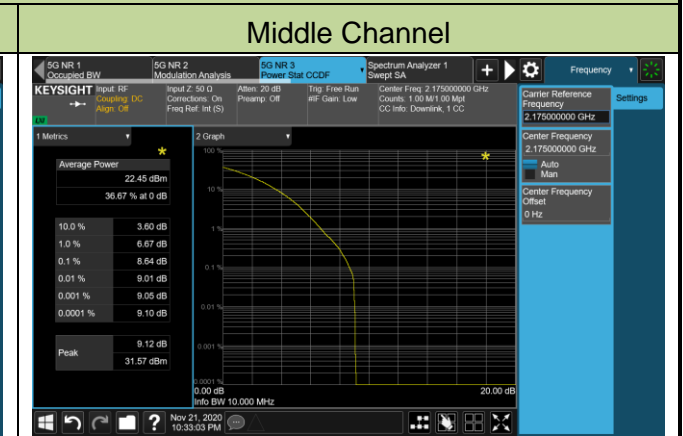 Middle Channel
5G NR 1
Occupied BW
5G NR 2
Modulation Analysis
5G NR 3
Power Stat CCDF
Spectrum Analyzer 1
Swept SA
Frequency
KEYSIGHT
Input: RF
Coupling: DC
Align: Off
Input Z: 50 Ω
Corrections: On
Freq Ref: Int (S)
Atten: 20 dB
Preamp: Off
Trig: Free Run
#IF Gain: Low
Center Freq: 2.175000000 GHz
Counts: 1.00 M/1.00 Mpt
CC Info: Downlink, 1 CC
Carrier Reference
Frequency
2.175000000 GHz
Settings
Center Frequency
2.175000000 GHz
Auto
Man
Center Frequency
Offset
0 Hz
1 Metrics
Average Power
22.45 dBm
36.67 % at 0 dB
10.0 % 3.60 dB
1.0 % 6.67 dB
0.1 % 8.64 dB
0.01 % 9.01 dB
0.001 % 9.05 dB
0.0001 % 9.10 dB
Peak
9.12 dB
31.57 dBm
2 Graph
100 %
10 %
1 %
0.1 %
0.01 %
0.001 %
0.0001 %
0.00 dB
20.00 dB
Info BW 10.000 MHz
?
Nov 21, 2020
10:33:03 PM